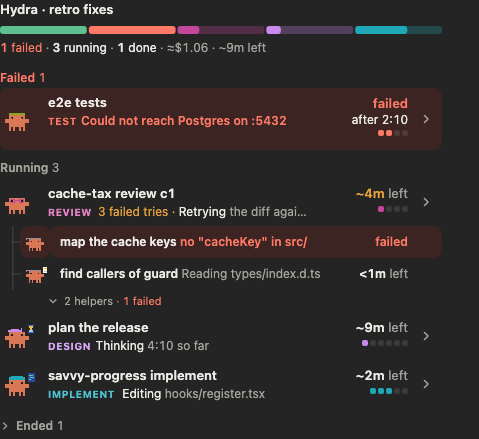 Hydra · retro fixes
1 failed · 3 running · 1 done · ≈$1.06 · ~9m left
Failed 1
e2e tests failed
TEST Could not reach Postgres on :5432 after 2:10
Running 3
cache-tax review c1 ~4m left
REVIEW 3 failed tries · Retrying the diff agai…
map the cache keys no "cacheKey" in src/ failed
find callers of guard Reading types/index.d.ts <1m left
2 helpers · 1 failed
plan the release ~9m left
DESIGN Thinking 4:10 so far
savvy-progress implement ~2m left
IMPLEMENT Editing hooks/register.tsx
Ended 1